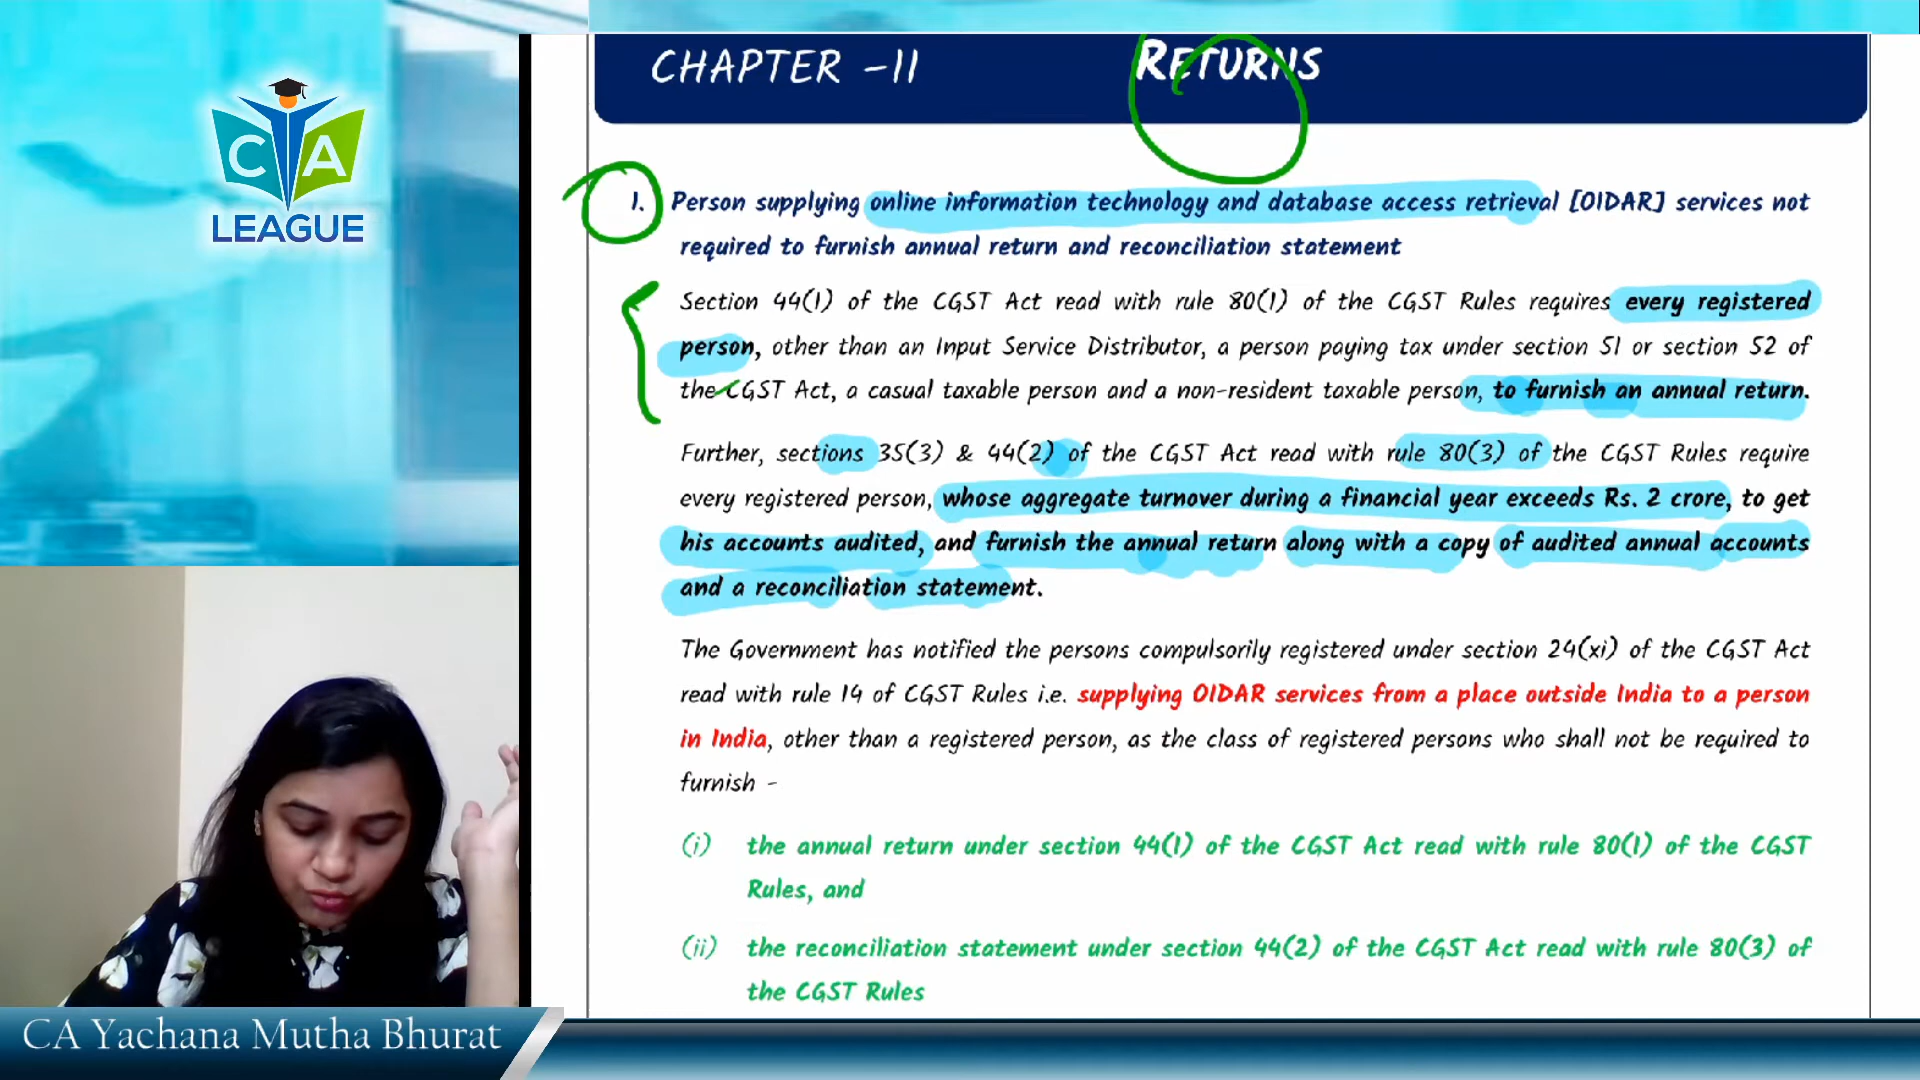 CA
LEAGUE
CHAPTER -II
RETURNS
1. Person supplying online information technology and database access retrieval [OIDAR] services not
required to furnish annual return and reconciliation statement
Section 44(1) of the CGST Act read with rule 80(1) of the CGST Rules requires every registered
person, other than an Input Service Distributor, a person paying tax under section 51 or section 52 of
the CGST Act, a casual taxable person and a non-resident taxable person, to furnish an annual return.
Further, sections 35(3) & 44(2) of the CGST Act read with rule 80(3) of the CGST Rules require
every registered person, whose aggregate turnover during a financial year exceeds Rs. 2 crore, to get
his accounts audited, and furnish the annual return along with a copy of audited annual accounts
and a reconciliation statement.
The Government has notified the persons compulsorily registered under section 24(xi) of the CGST Act
read with rule 14 of CGST Rules i.e. supplying OIDAR services from a place outside India to a person
in India, other than a registered person, as the class of registered persons who shall not be required to
furnish -
(i) the annual return under section 44(1) of the CGST Act read with rule 80(1) of the CGST
Rules, and
(ii) the reconciliation statement under section 44(2) of the CGST Act read with rule 80(3) of
the CGST Rules
CA Yachana Mutha Bhurat